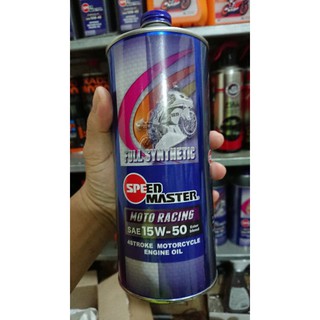 FULL SYNTHETIC
SPEED
MASTER
MOTO RACING
SAE 15W-50
4STROKE MOTORCYCLE
ENGINE OIL